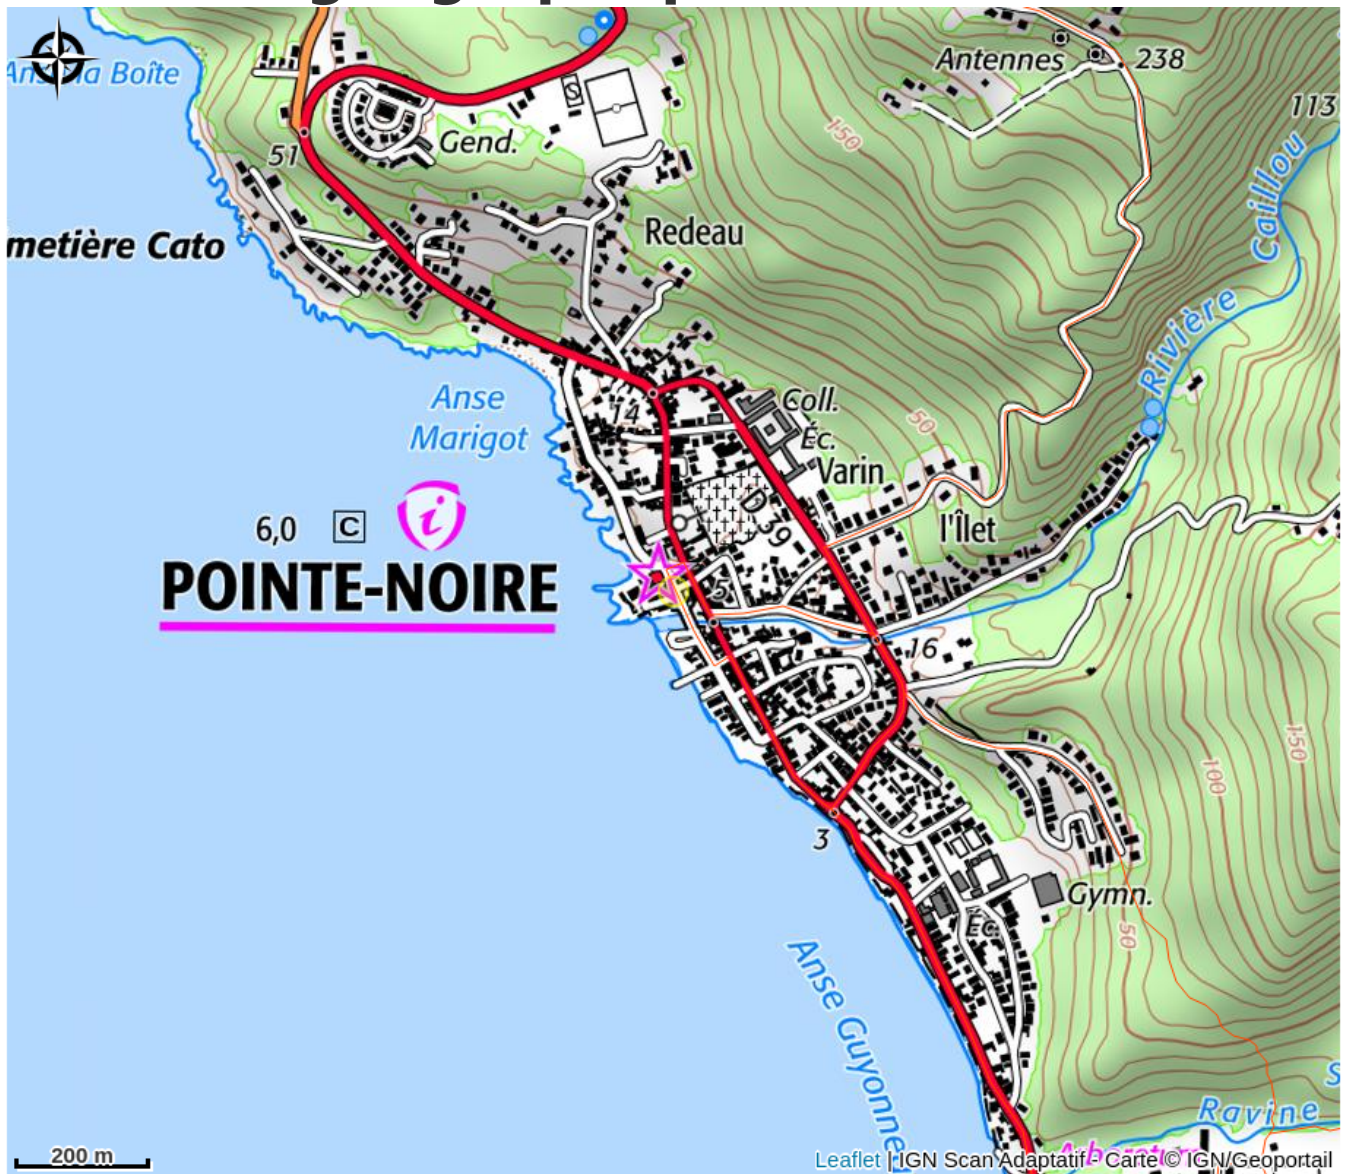 Antennes
238
113
Gend.
51
Redeau
metière Cato
Rivière Caillou
150
Anse
Marigot
14
Coll.
Éc.
50
Varin
D 39
l'Îlet
6,0
C
i
POINTE-NOIRE
5
16
150
100
3
Gymn.
Éc.
50
Anse Guyonne
Ravine
S
200 m
Leaflet | IGN Scan Adaptatif - Carte © IGN/Geoportail